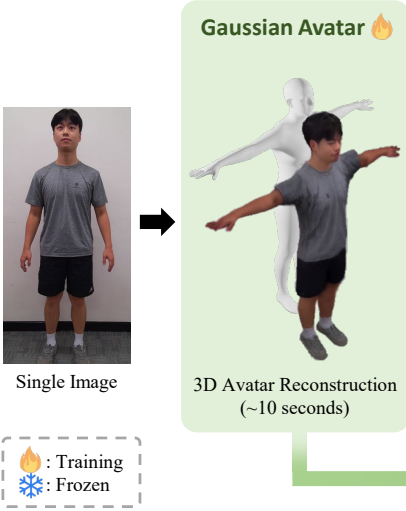 Gaussian Avatar
Single Image
3D Avatar Reconstruction
(~10 seconds)
: Training
: Frozen